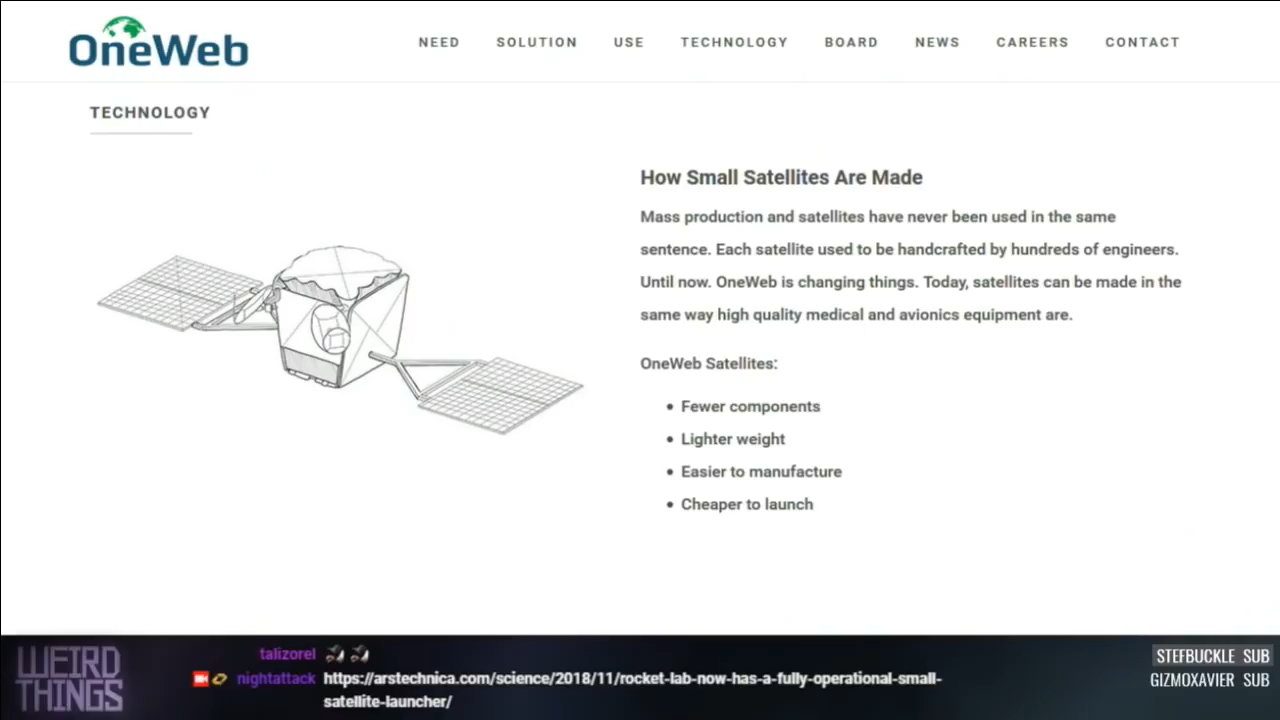 OneWeb
NEED SOLUTION USE TECHNOLOGY BOARD NEWS CAREERS CONTACT
TECHNOLOGY
How Small Satellites Are Made
Mass production and satellites have never been used in the same
sentence. Each satellite used to be handcrafted by hundreds of engineers.
Until now. OneWeb is changing things. Today, satellites can be made in the
same way high quality medical and avionics equipment are.
OneWeb Satellites:
• Fewer components
• Lighter weight
• Easier to manufacture
• Cheaper to launch
WEIRD
THINGS
talizorel
nightattack https://arstechnica.com/science/2018/11/rocket-lab-now-has-a-fully-operational-small-
satellite-launcher/
STEFBUCKLE SUB
GIZMOXAVIER SUB